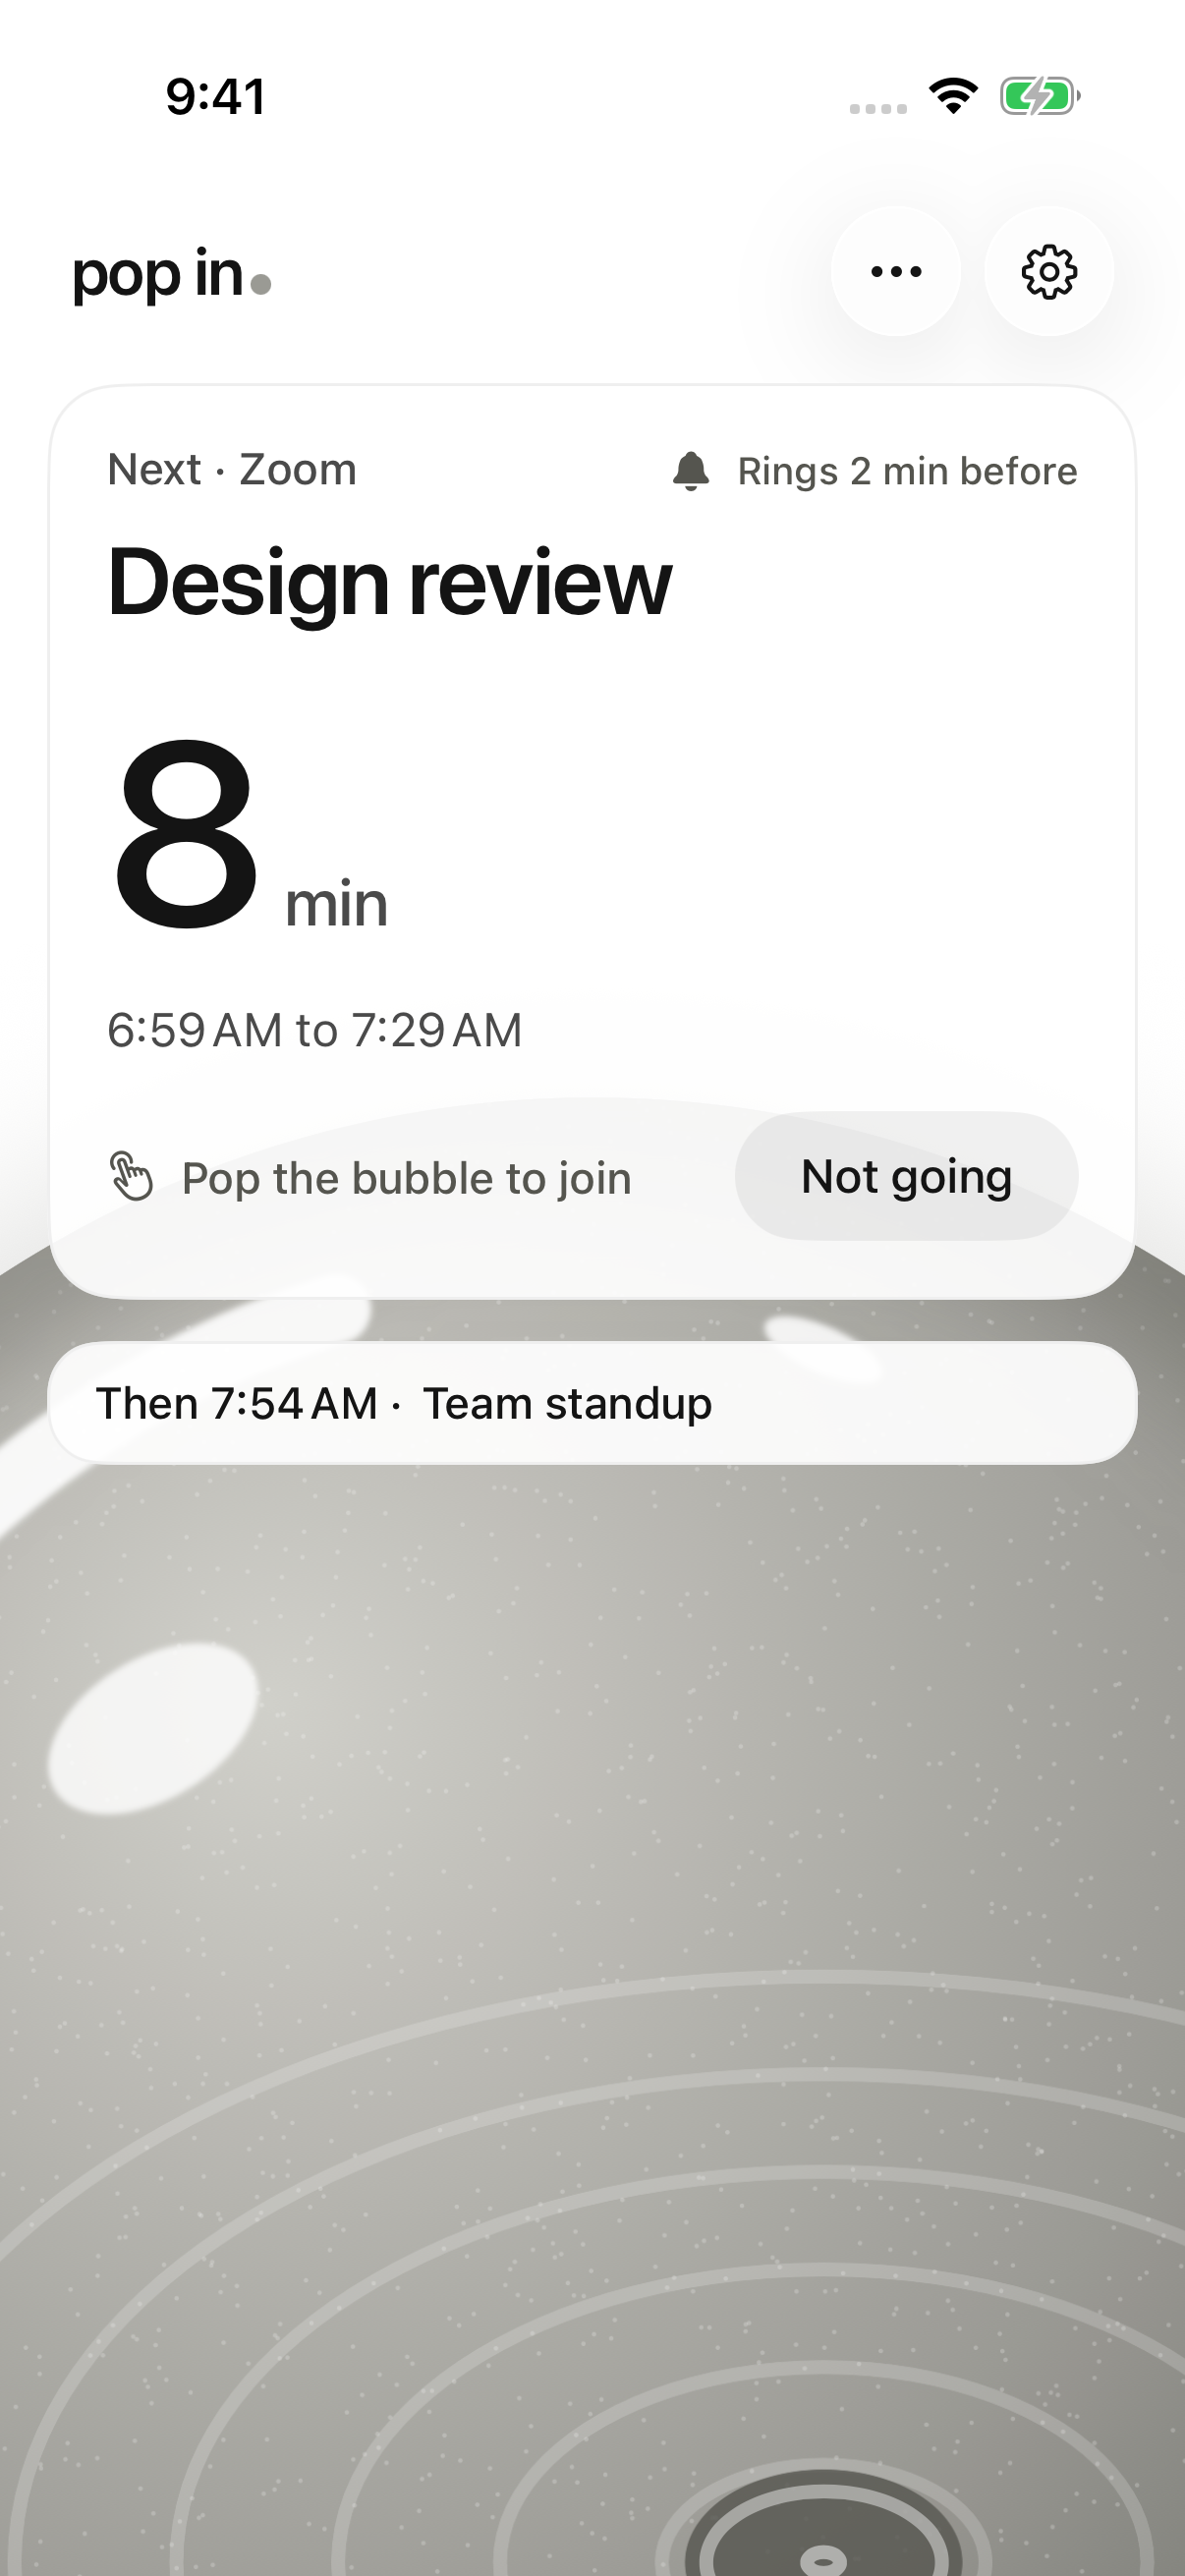 9:41
pop in
Next · Zoom
Rings 2 min before
Design review
8 min
6:59 AM to 7:29 AM
Pop the bubble to join
Not going
Then 7:54 AM · Team standup